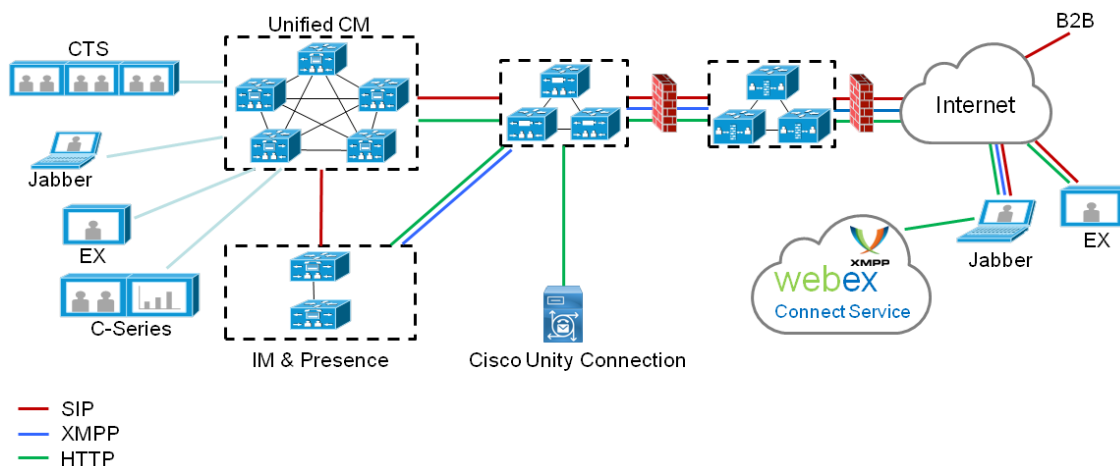 Unified CM
B2B
CTS
Internet
Jabber
EX
Jabber
EX
XMPP
webex
Connect Service
C-Series
IM & Presence
Cisco Unity Connection
SIP
XMPP
HTTP